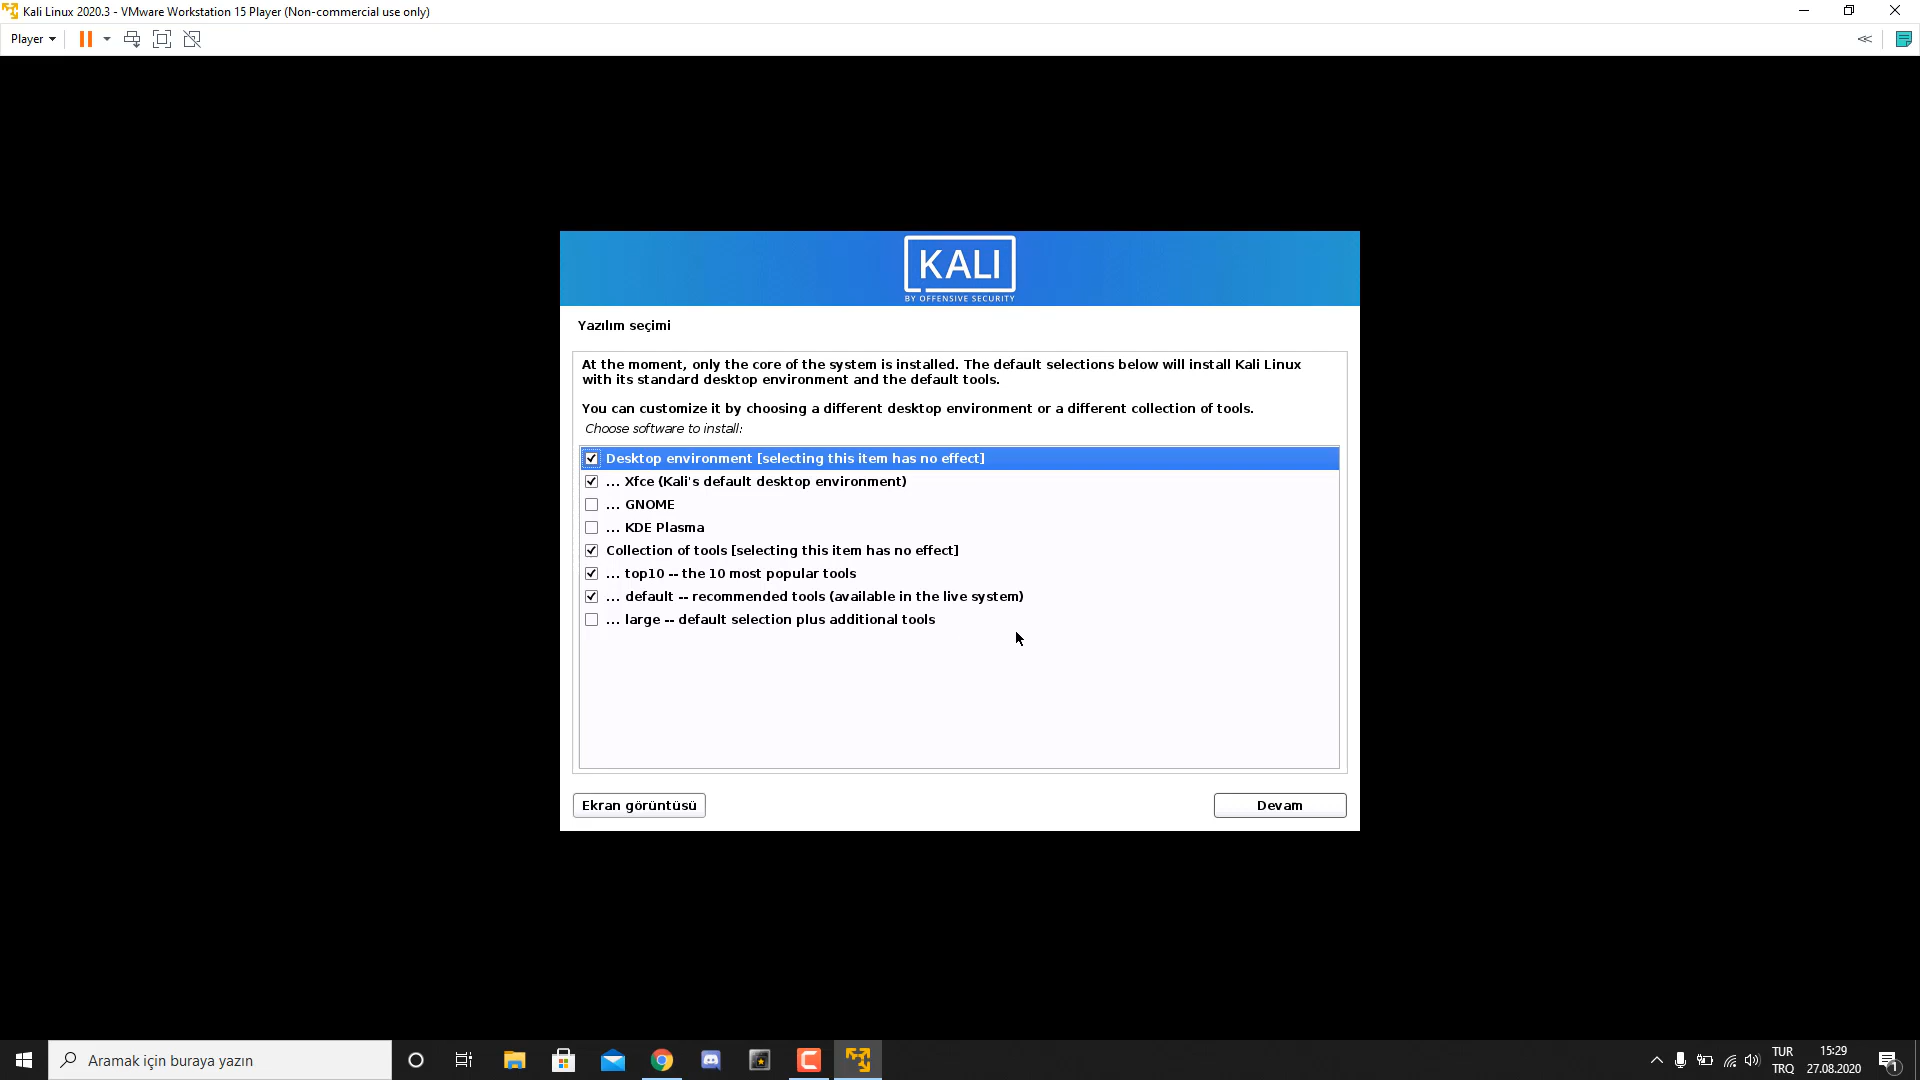 Kali Linux 2020.3 - VMware Workstation 15 Player (Non-commercial use only)
Player
KALI
BY OFFENSIVE SECURITY
Yazılım seçimi
At the moment, only the core of the system is installed. The default selections below will install Kali Linux
with its standard desktop environment and the default tools.
You can customize it by choosing a different desktop environment or a different collection of tools.
Choose software to install:
Desktop environment [selecting this item has no effect]
... Xfce (Kali's default desktop environment)
... GNOME
... KDE Plasma
Collection of tools [selecting this item has no effect]
... top10 -- the 10 most popular tools
... default -- recommended tools (available in the live system)
... large -- default selection plus additional tools
Ekran görüntüsü
Devam
Aramak için buraya yazın
TUR
TRQ
15:29
27.08.2020
1